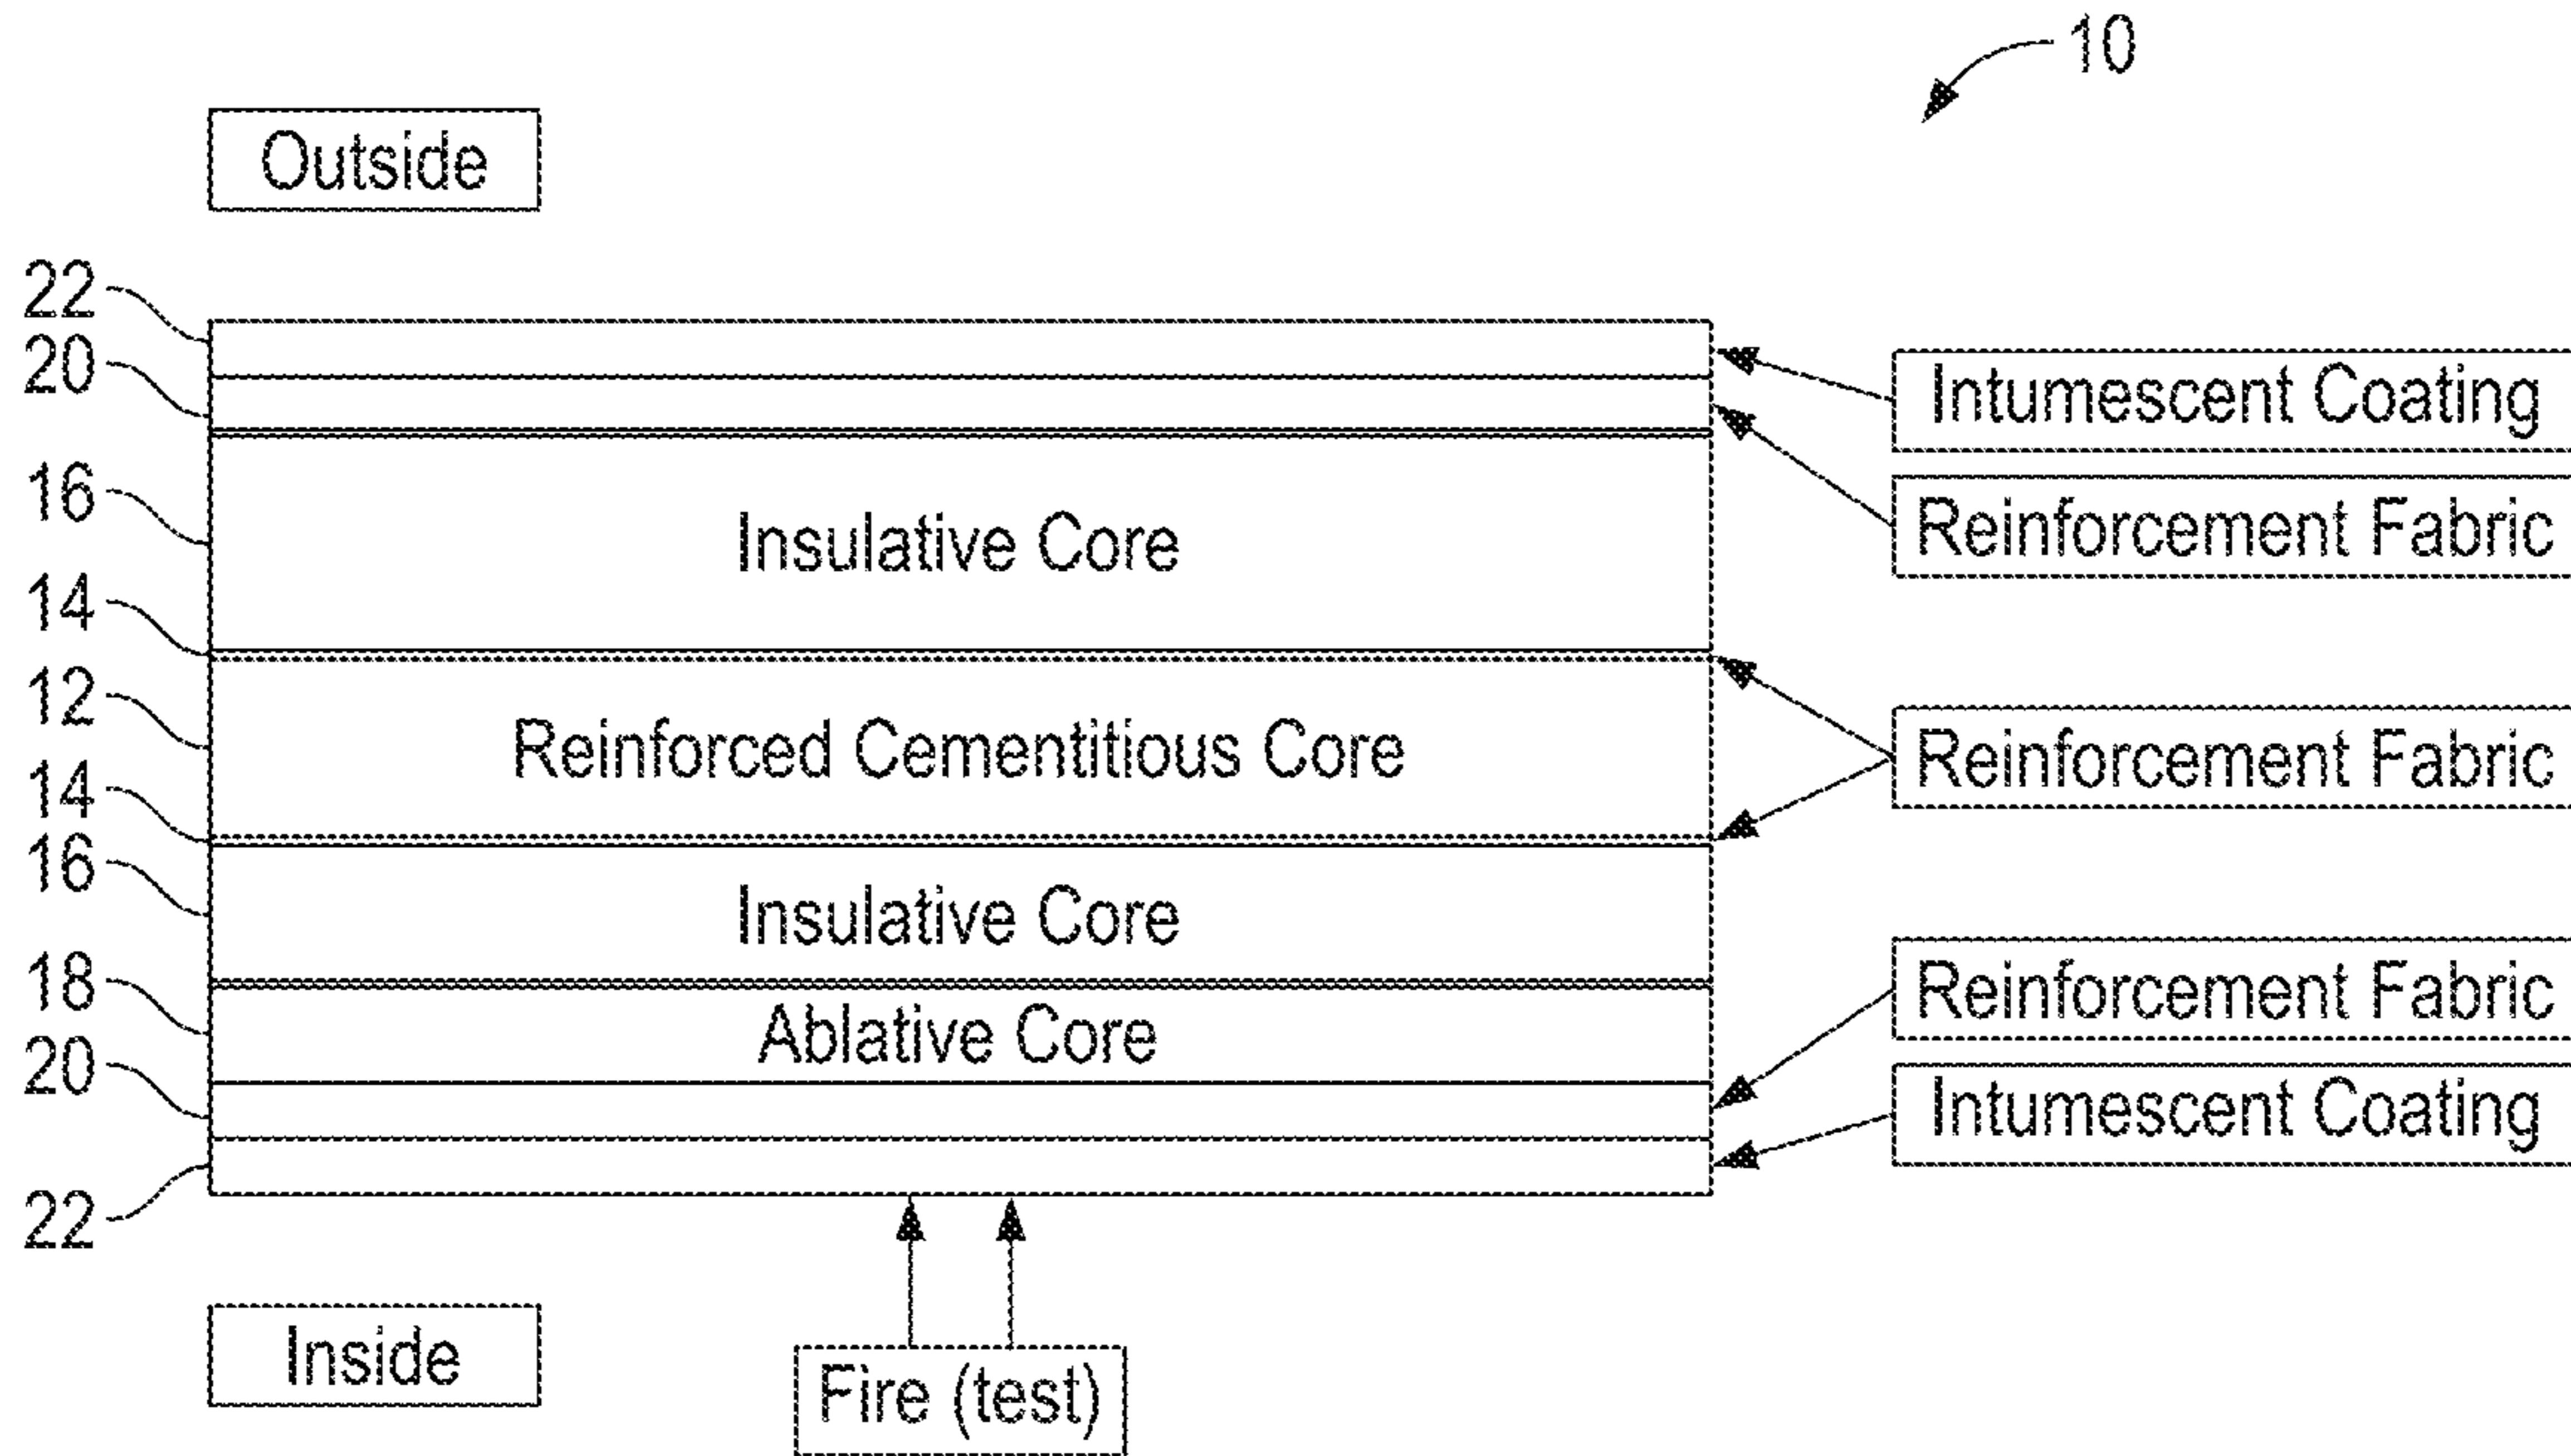 10
Outside
22
20
Intumescent Coating
16
Insulative Core
Reinforcement Fabric
14
12
Reinforced Cementitious Core
Reinforcement Fabric
14
16
Insulative Core
18
Ablative Core
Reinforcement Fabric
20
Intumescent Coating
22
Inside
Fire (test)